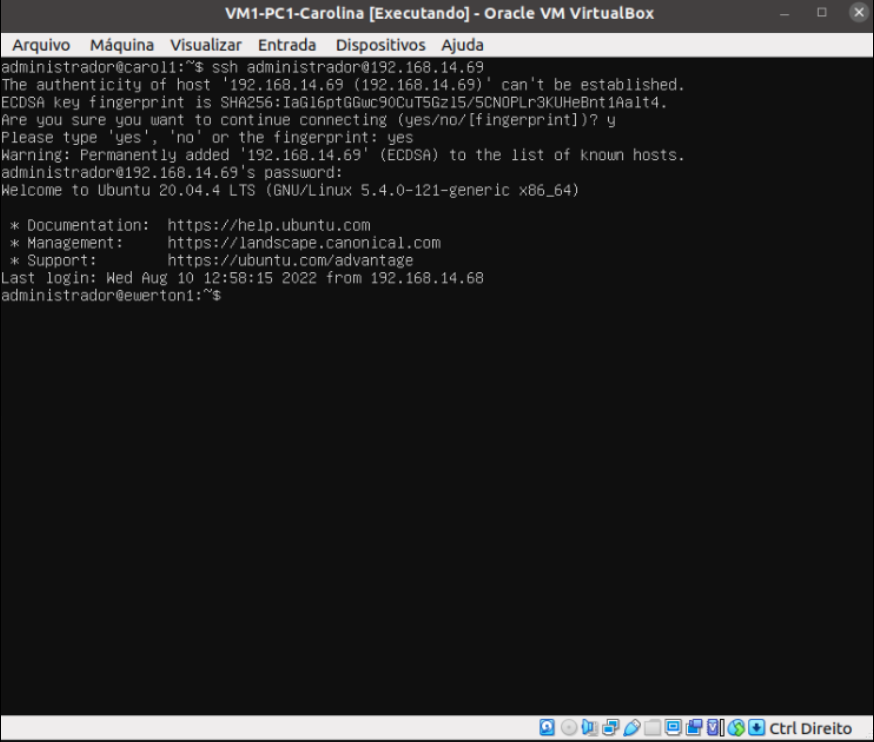 VM1-PC1-Carolina [Executando] - Oracle VM VirtualBox
Arquivo Máquina Visualizar Entrada Dispositivos Ajuda
administrador@carol1:~$ ssh administrador@192.168.14.69
The authenticity of host '192.168.14.69 (192.168.14.69)' can't be established.
ECDSA key fingerprint is SHA256:IaGl6ptGGwc9OCuT5Gzl5/5CNOPLr3KUHeBnt1Aalt4.
Are you sure you want to continue connecting (yes/no/[fingerprint])? y
Please type 'yes', 'no' or the fingerprint: yes
Warning: Permanently added '192.168.14.69' (ECDSA) to the list of known hosts.
administrador@192.168.14.69's password:
Welcome to Ubuntu 20.04.4 LTS (GNU/Linux 5.4.0-121-generic x86_64)
* Documentation:  https://help.ubuntu.com
* Management:     https://landscape.canonical.com
* Support:        https://ubuntu.com/advantage
Last login: Wed Aug 10 12:58:15 2022 from 192.168.14.68
administrador@ewerton1:~$
Ctrl Direito